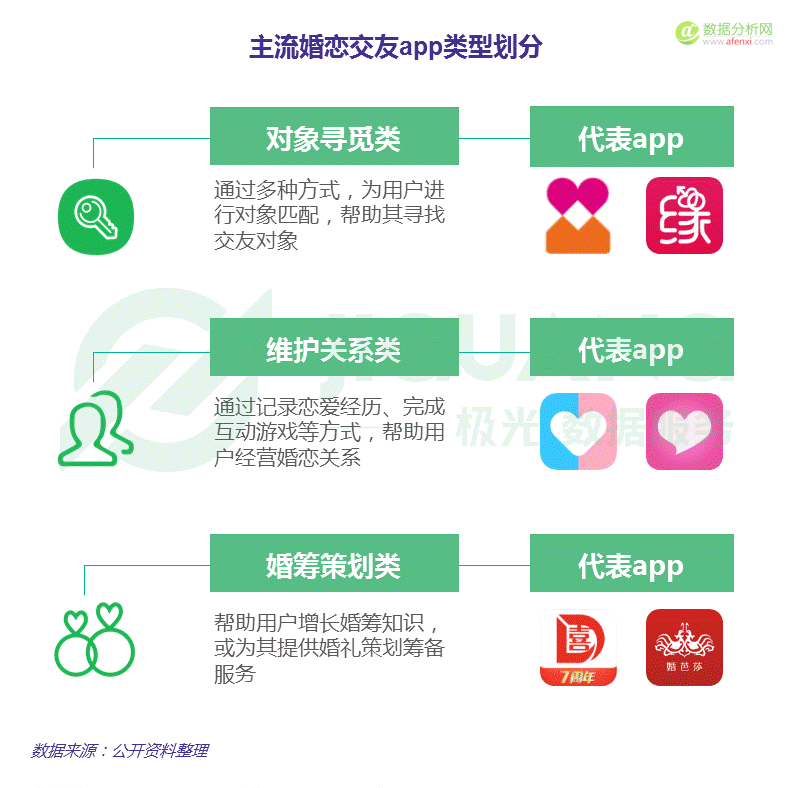 主流婚恋交友app类型划分
数据分析网
www.afenxi.com
对象寻觅类
代表app
通过多种方式，为用户进
行对象匹配，帮助其寻找
交友对象
缘
维护关系类
代表app
JIGUANG
通过记录恋爱经历、完成
互动游戏等方式，帮助用
户经营婚恋关系
极光 数据服务
婚筹策划类
代表app
帮助用户增长婚筹知识，
或为其提供婚礼策划筹备
服务
囍
7周年
婚芭莎
数据来源：公开资料整理